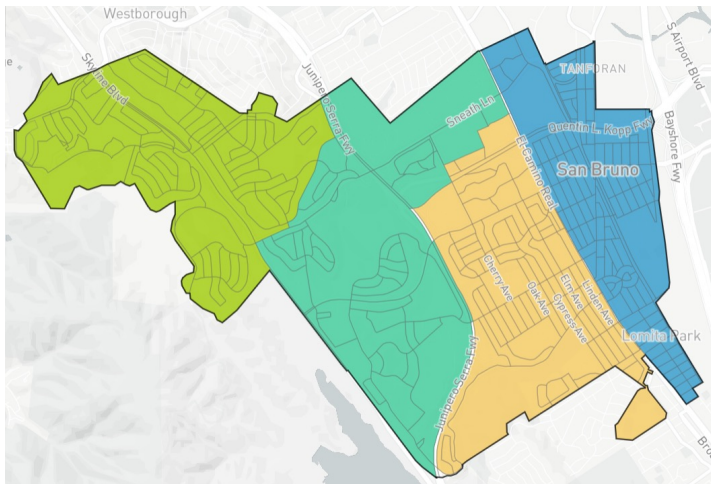 Westborough
Skyline Blvd
Junipero Serra Fwy
S Airport Blvd
TANFORAN
Sneath Ln
Quentin L. Kopp Fwy
Bayshore Fwy
El Camino Real
San Bruno
Cherry Ave
Oak Ave
Elm Ave
Cypress Ave
Linden Ave
Lomita Park
Junipero Serra Fwy